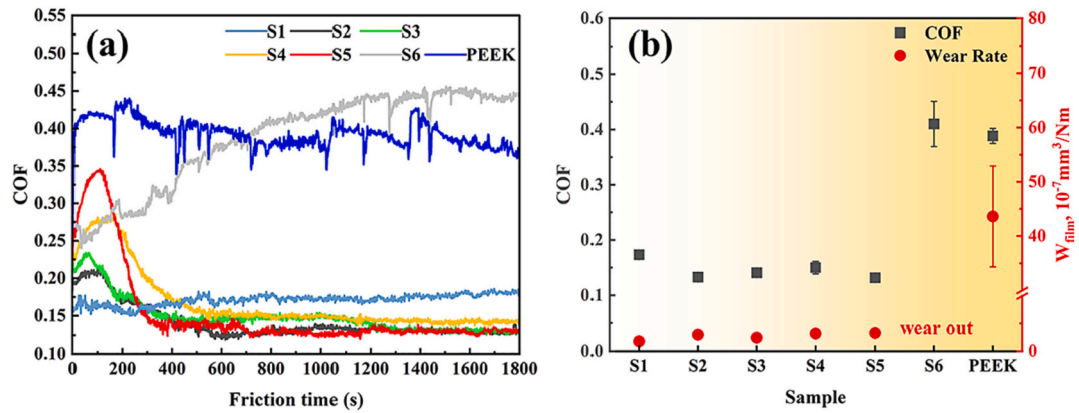 (a)
S1 S2 S3
S4 S5 S6 PEEK
COF
0.55
0.50
0.45
0.40
0.35
0.30
0.25
0.20
0.15
0.10
0 200 400 600 800 1000 1200 1400 1600 1800
Friction time (s)
(b)
COF
Wear Rate
COF
0.6
0.5
0.4
0.3
0.2
0.1
0.0
wear out
80
70
60
50
40
30
5
0
W_film, 10⁻⁷mm³/Nm
S1 S2 S3 S4 S5 S6 PEEK
Sample